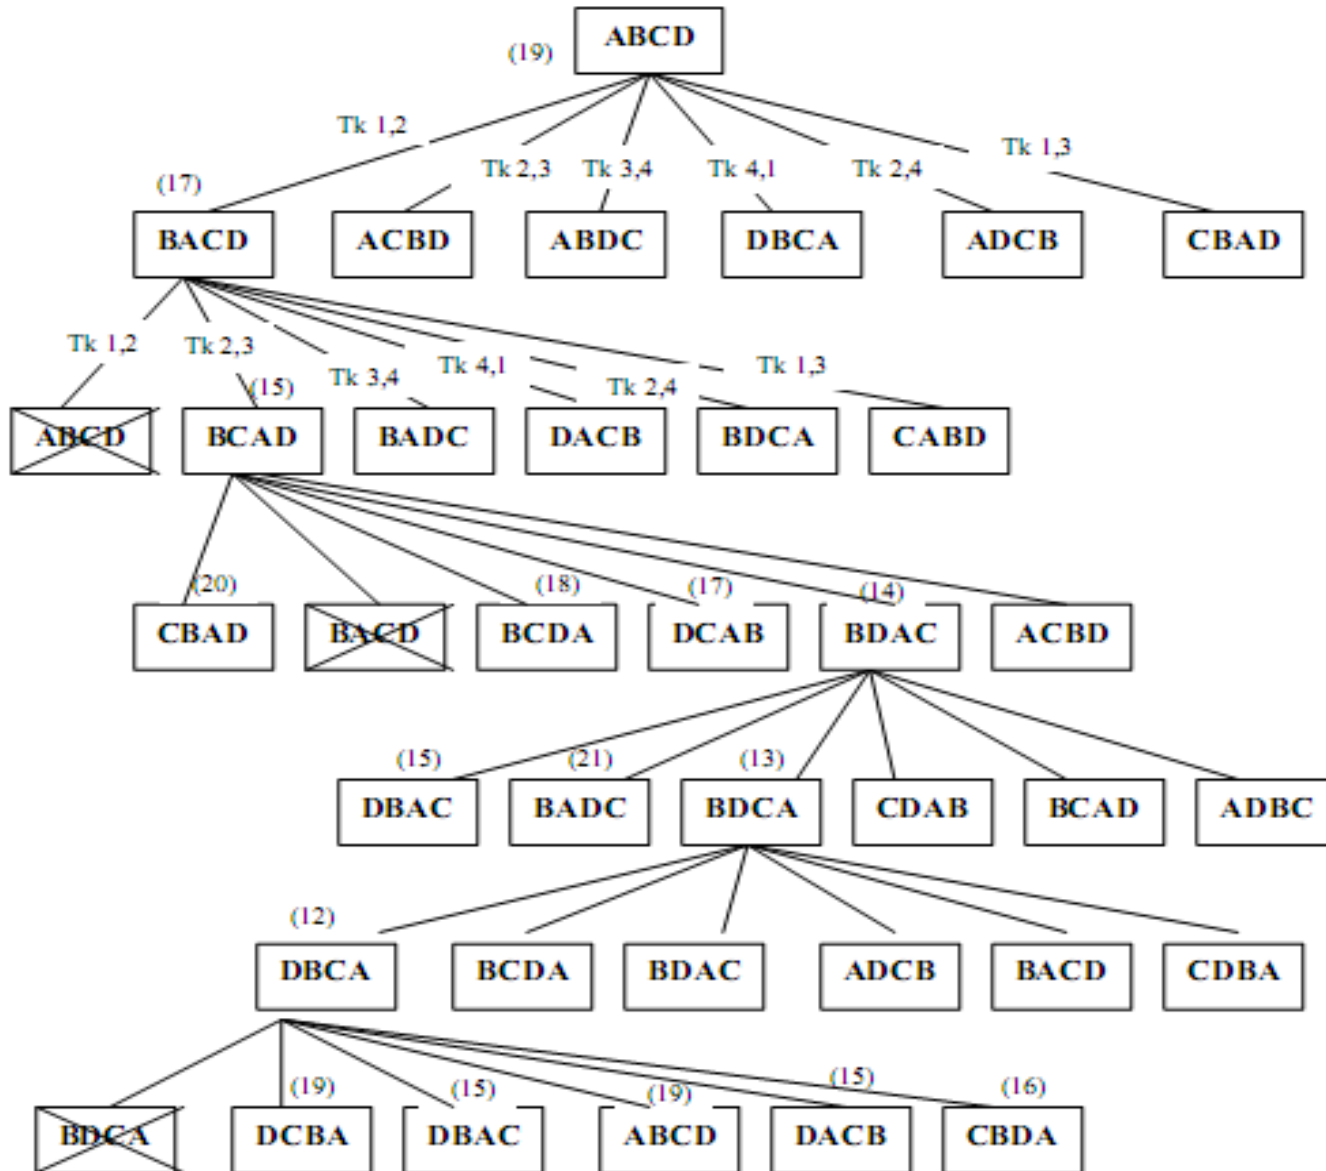 ABCD
(19)
Tk 1,2
Tk 2,3 Tk 3,4 Tk 4,1 Tk 2,4 Tk 1,3
(17)
BACD ACBD ABDC DBCA ADCB CBAD
Tk 1,2 Tk 2,3 Tk 3,4 Tk 4,1 Tk 2,4 Tk 1,3
(15)
ABCD BCAD BADC DACB BDCA CABD
(20) (18) (17) (14)
CBAD BACD BCDA DCAB BDAC ACBD
(15) (21) (13)
DBAC BADC BDCA CDAB BCAD ADBC
(12)
DBCA BCDA BDAC ADCB BACD CDBA
(19) (15) (19) (15) (16)
BDCA DCBA DBAC ABCD DACB CBDA